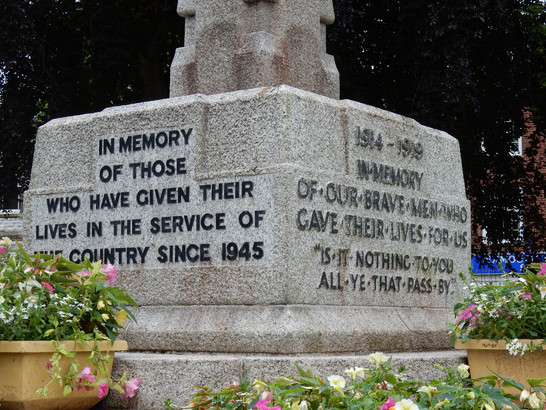 IN MEMORY
OF THOSE
WHO HAVE GIVEN THEIR
LIVES IN THE SERVICE OF
THE COUNTRY SINCE 1945
1914 - 1919
IN·MEMORY
OF·OUR·BRAVE·MEN·WHO
GAVE·THEIR·LIVES·FOR·US
"IS·IT·NOTHING·TO·YOU
ALL·YE·THAT·PASS·BY"